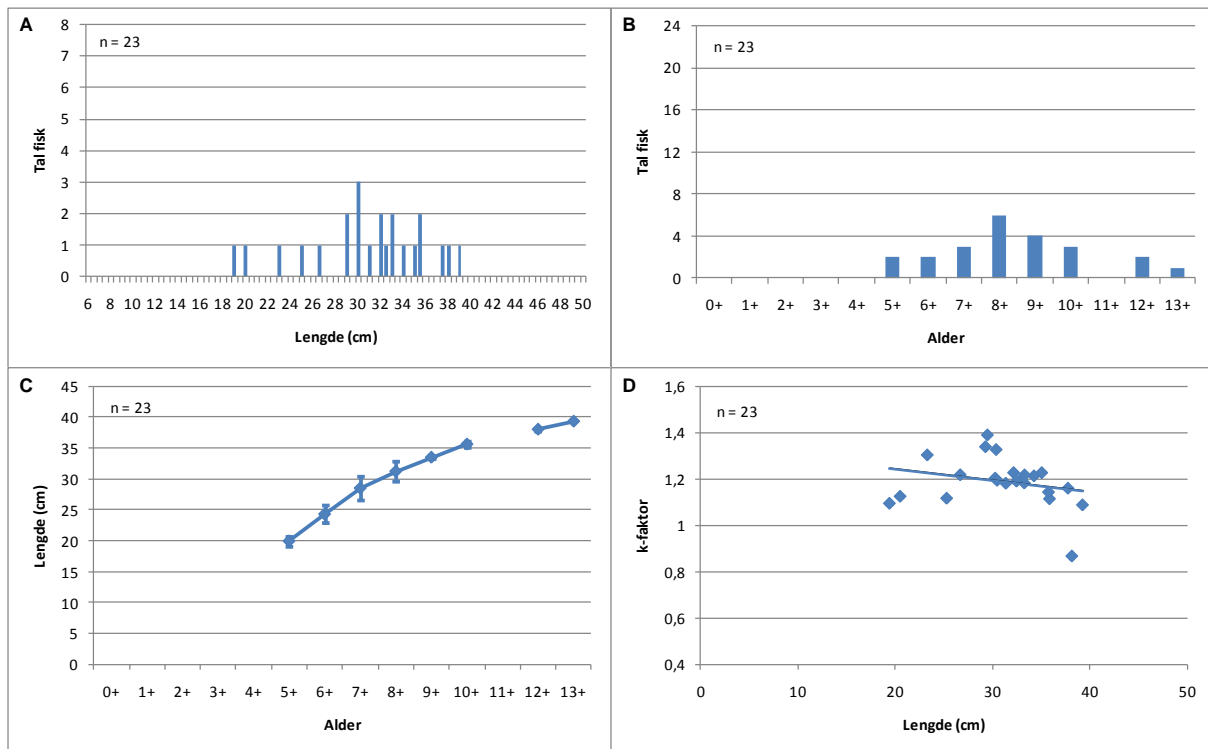 A
n = 23
Tal fisk
8
7
6
5
4
3
2
1
0
6 8 10 12 14 16 18 20 22 24 26 28 30 32 34 36 38 40 42 44 46 48 50
Lengde (cm)
B
n = 23
Tal fisk
24
20
16
12
8
4
0
0+ 1+ 2+ 3+ 4+ 5+ 6+ 7+ 8+ 9+ 10+ 11+ 12+ 13+
Alder
C
n = 23
Lengde (cm)
45
40
35
30
25
20
15
10
5
0
0+ 1+ 2+ 3+ 4+ 5+ 6+ 7+ 8+ 9+ 10+ 12+ 13+
Alder
D
n = 23
k-faktor
1,6
1,4
1,2
1
0,8
0,6
0,4
0 10 20 30 40 50
Lengde (cm)